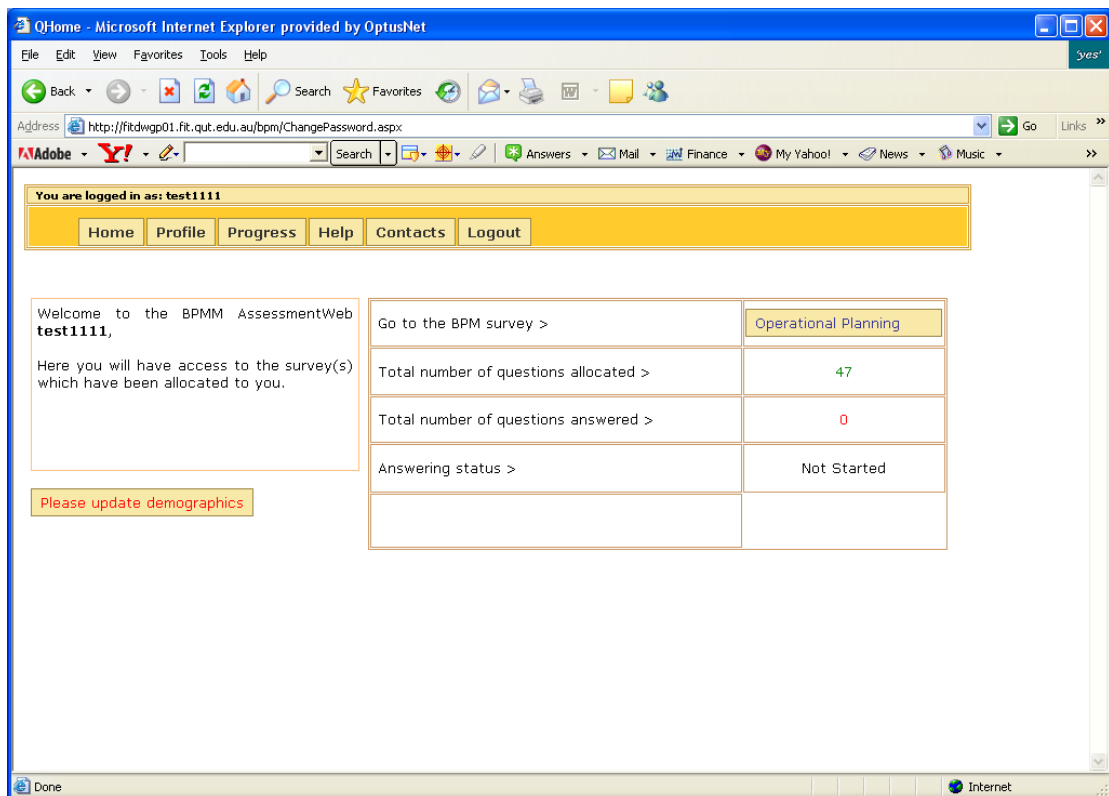 QHome - Microsoft Internet Explorer provided by OptusNet
File Edit View Favorites Tools Help
'yes'
Back Search Favorites
Address http://fitdwgp01.fit.qut.edu.au/bpm/ChangePassword.aspx Go Links »
Adobe Y! Search Answers Mail Finance My Yahoo! News Music »
You are logged in as: test1111
Home Profile Progress Help Contacts Logout
Welcome to the BPMM AssessmentWeb
test1111,
Here you will have access to the survey(s)
which have been allocated to you.
Please update demographics
Go to the BPM survey > Operational Planning
Total number of questions allocated > 47
Total number of questions answered > 0
Answering status > Not Started
Done Internet